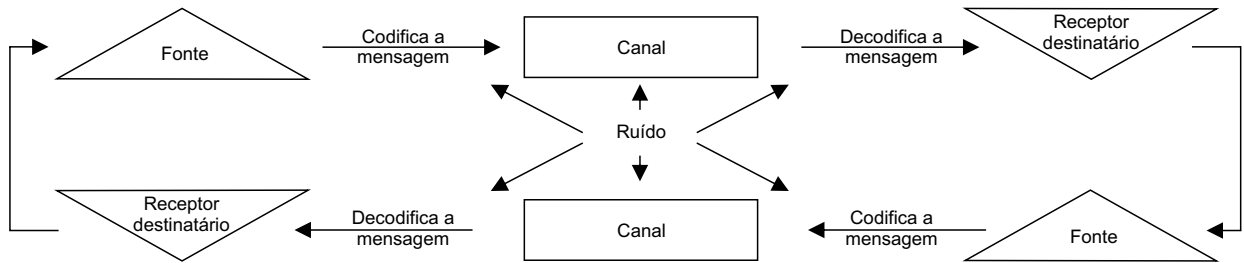 Fonte
Codifica a
mensagem
Canal
Decodifica a
mensagem
Receptor
destinatário
Ruído
Receptor
destinatário
Decodifica a
mensagem
Canal
Codifica a
mensagem
Fonte